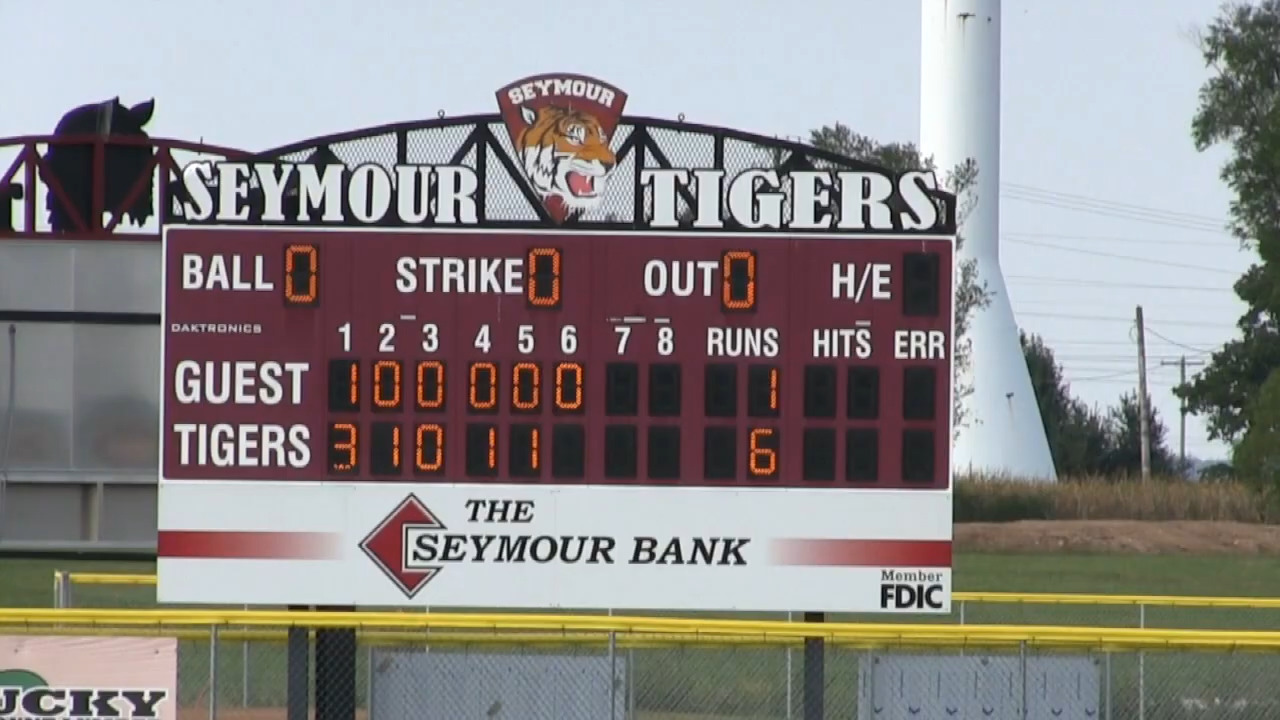 SEYMOUR
SEYMOUR TIGERS
BALL 0 STRIKE 0 OUT 0 H/E
DAKTRONICS 1 2 3 4 5 6 7 8 RUNS HITS ERR
GUEST 1 0 0 0 0 0 1
TIGERS 3 1 0 1 1 6
THE
SEYMOUR BANK
Member
FDIC
UCKY